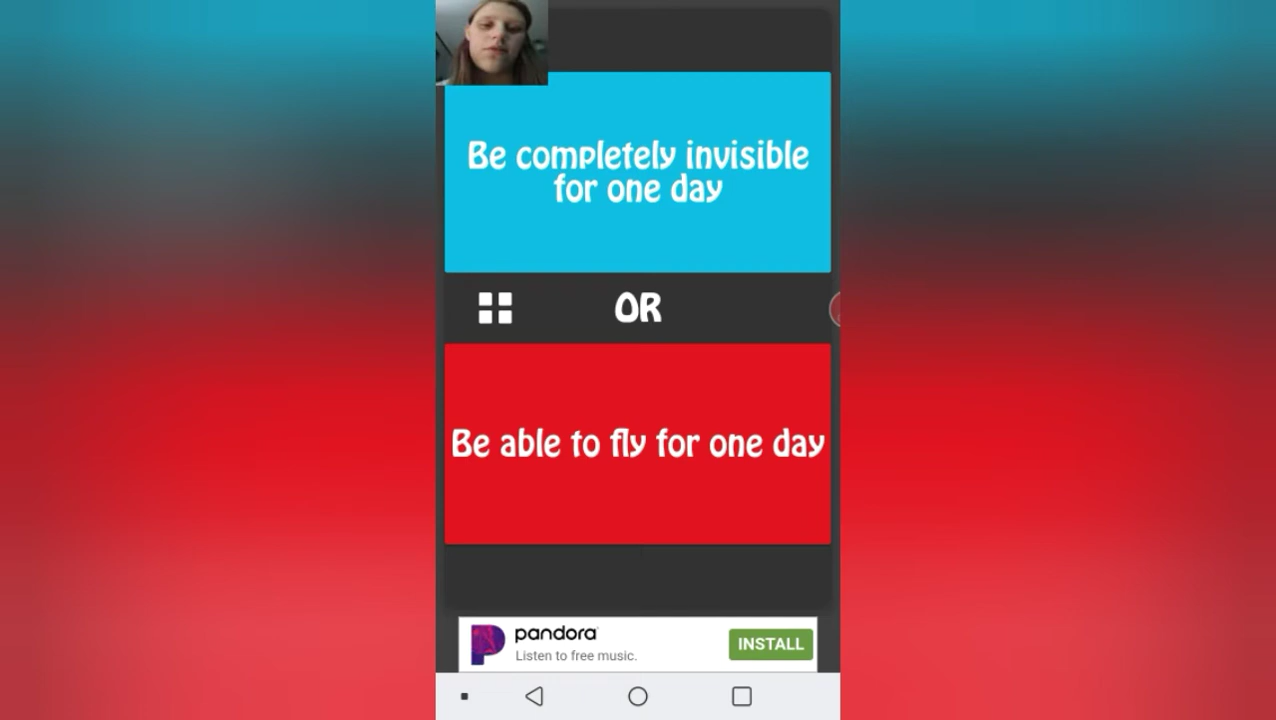 Be completely invisible
for one day
OR
Be able to fly for one day
pandora
Listen to free music.
INSTALL